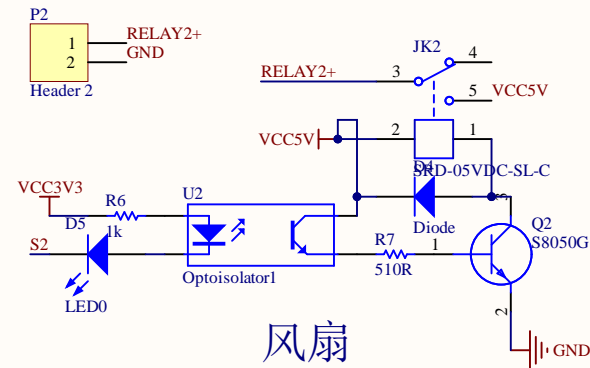 P2
1
RELAY2+
2
GND
Header 2
JK2
4
RELAY2+
3
5
VCC5V
VCC5V
2
1
D4
SRD-05VDC-SL-C
VCC3V3
R6
U2
3
D5
1k
Diode
Q2
S2
R7
1
S8050G
510R
Optoisolator1
LED0
2
风扇
GND